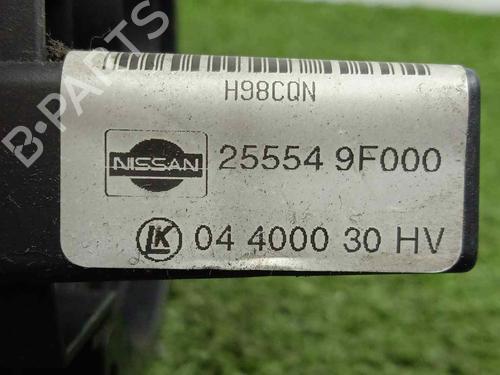 B-PARTS
H98CQN
NISSAN 25554 9F000
LK 04 4000 30 HV